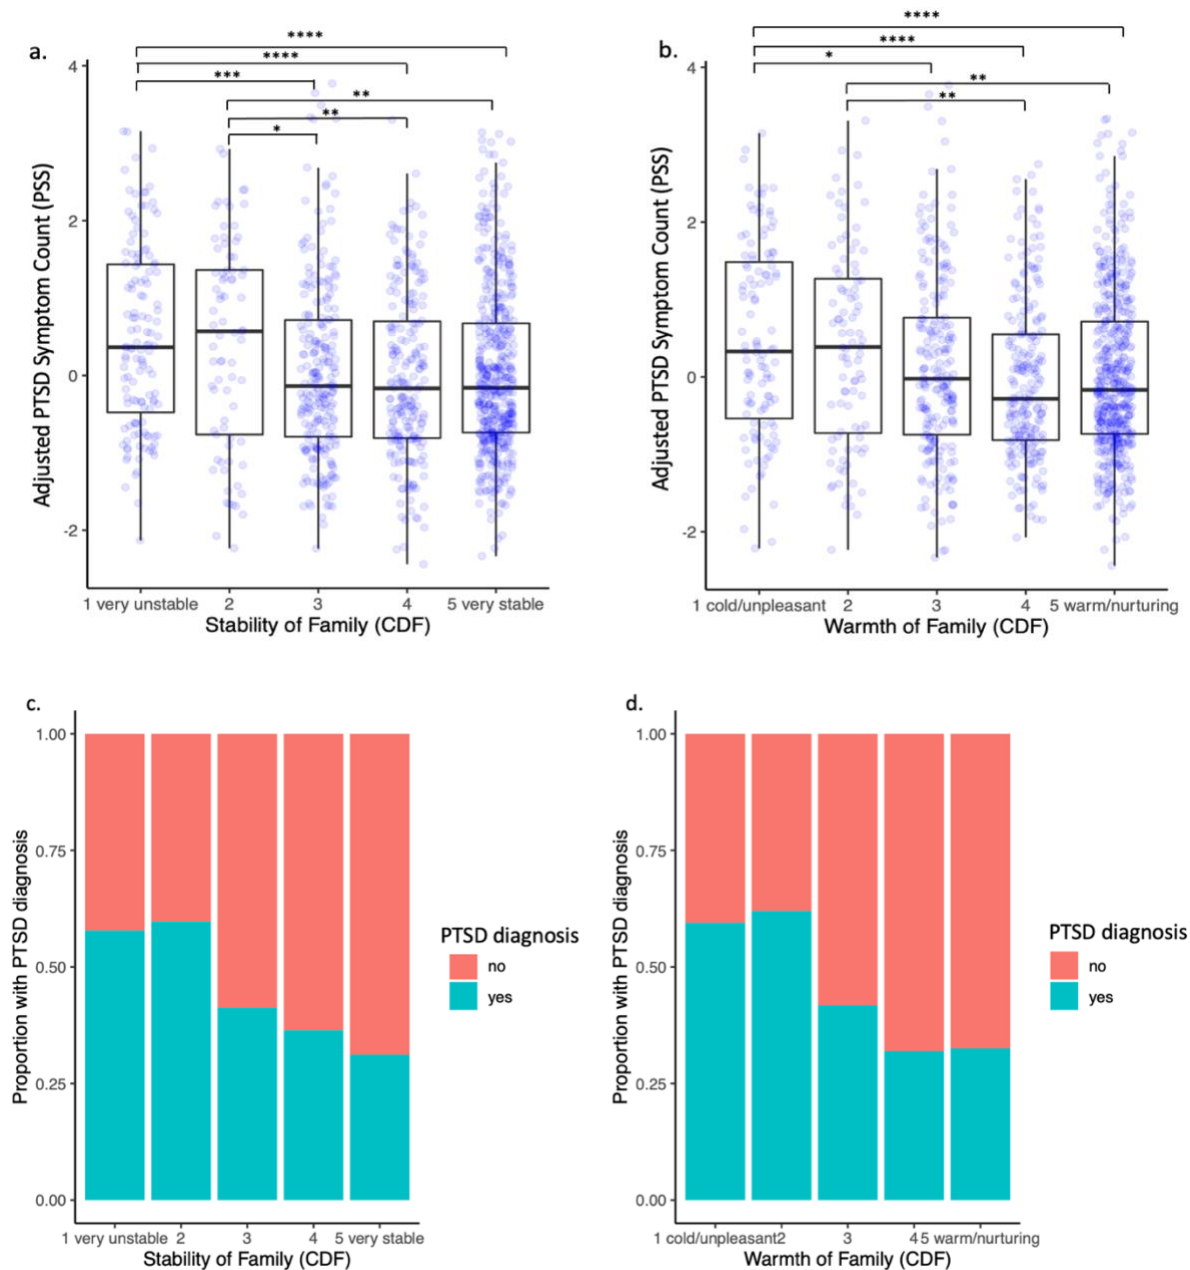 a.
****
****
***
**
**
*
4
2
0
-2
Adjusted PTSD Symptom Count (PSS)
1 very unstable 2 3 4 5 very stable
Stability of Family (CDF)
b.
****
****
*
**
**
4
2
0
-2
Adjusted PTSD Symptom Count (PSS)
1 cold/unpleasant 2 3 4 5 warm/nurturing
Warmth of Family (CDF)
c.
1.00
0.75
0.50
0.25
0.00
Proportion with PTSD diagnosis
1 very unstable 2 3 4 5 very stable
Stability of Family (CDF)
PTSD diagnosis
no
yes
d.
1.00
0.75
0.50
0.25
0.00
Proportion with PTSD diagnosis
1 cold/unpleasant2 3 45 warm/nurturing
Warmth of Family (CDF)
PTSD diagnosis
no
yes